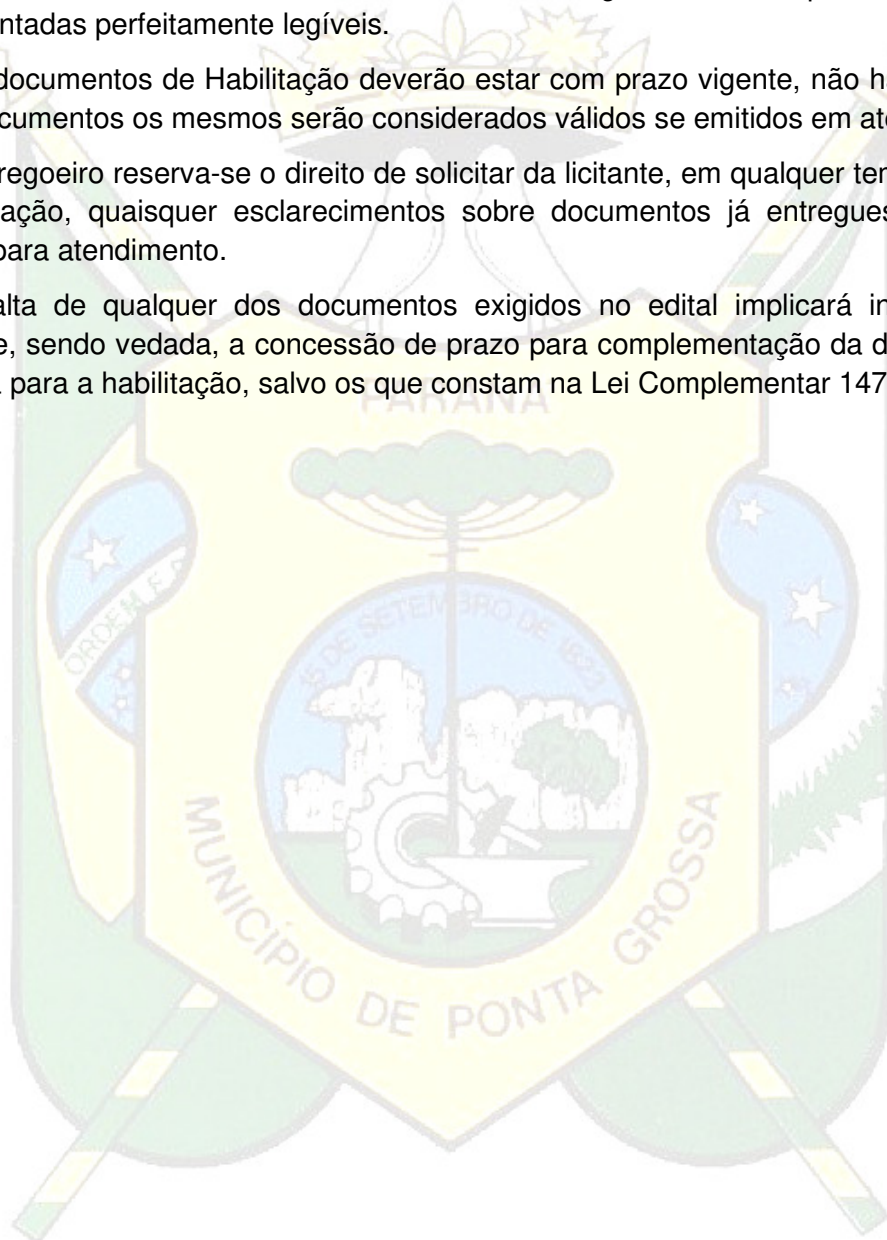 ntadas perfeitamente legíveis.
documentos de Habilitação deverão estar com prazo vigente, não h
cumentos os mesmos serão considerados válidos se emitidos em at
regoeiro reserva-se o direito de solicitar da licitante, em qualquer ter
ação, quaisquer esclarecimentos sobre documentos já entregues
para atendimento.
alta de qualquer dos documentos exigidos no edital implicará in
e, sendo vedada, a concessão de prazo para complementação da d
a para a habilitação, salvo os que constam na Lei Complementar 147
PARANÁ
ORDEM E
15 DE SETEMBRO DE 1823
MUNICÍPIO DE PONTA GROSSA